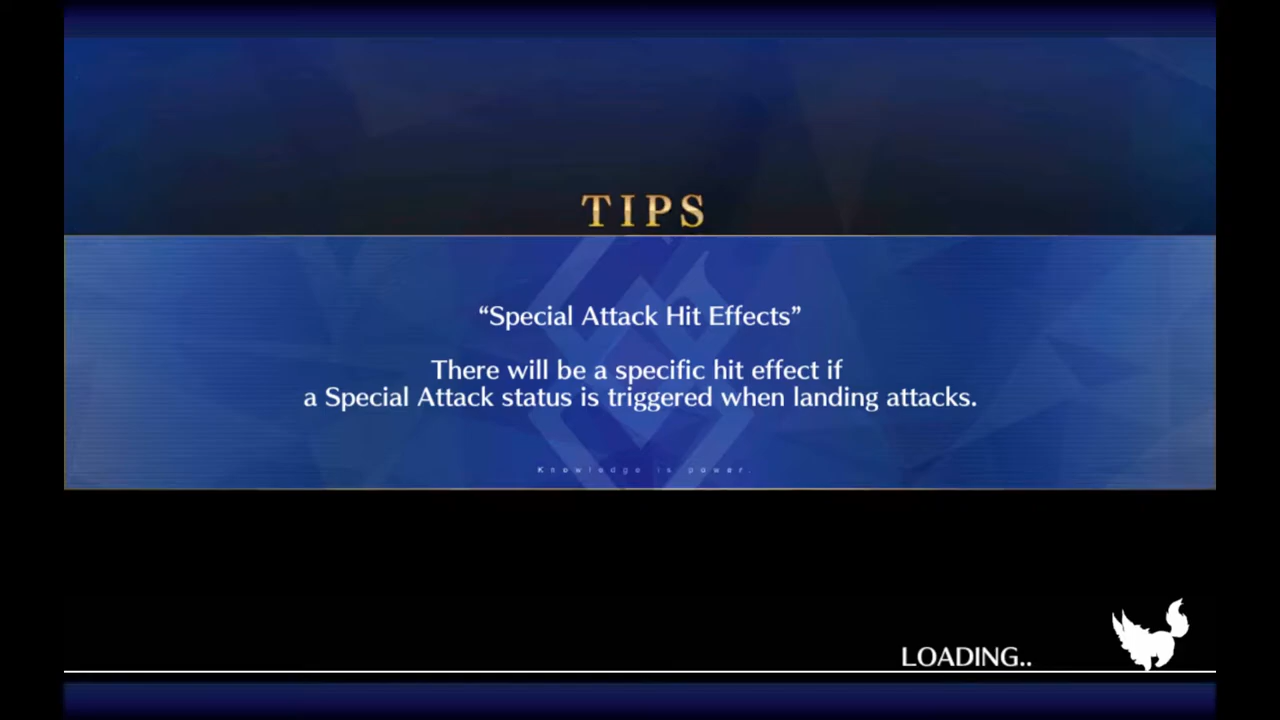 TIPS
“Special Attack Hit Effects”
There will be a specific hit effect if
a Special Attack status is triggered when landing attacks.
Knowledge is power.
LOADING..